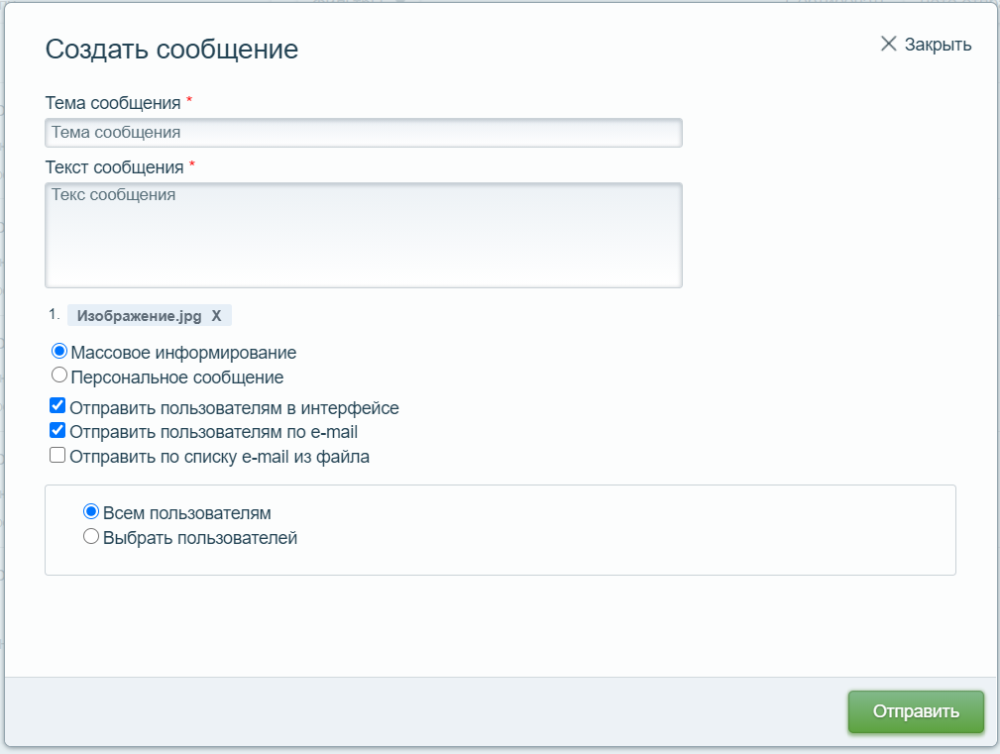 Создать сообщение
Закрыть
Тема сообщения *
Тема сообщения
Текст сообщения *
Текс сообщения
1. Изображение.jpg X
Массовое информирование
Персональное сообщение
Отправить пользователям в интерфейсе
Отправить пользователям по e-mail
Отправить по списку e-mail из файла
Всем пользователям
Выбрать пользователей
Отправить